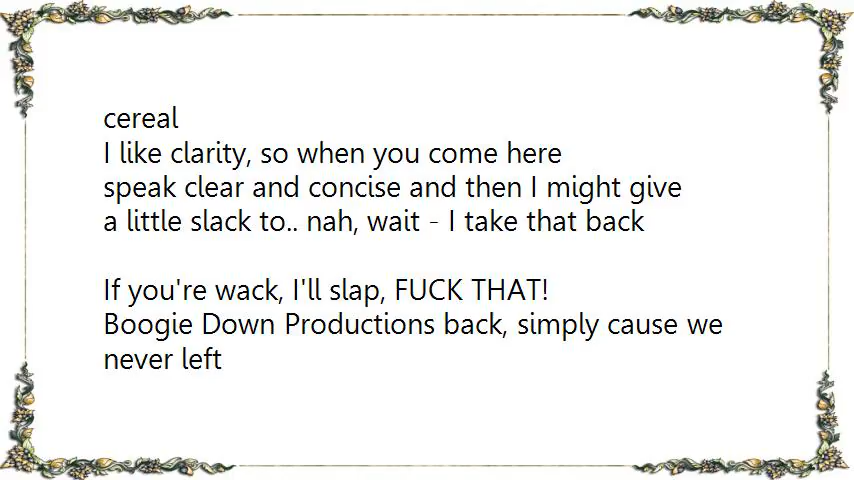 cereal
I like clarity, so when you come here
speak clear and concise and then I might give
a little slack to.. nah, wait - I take that back

If you're wack, I'll slap, FUCK THAT!
Boogie Down Productions back, simply cause we
never left